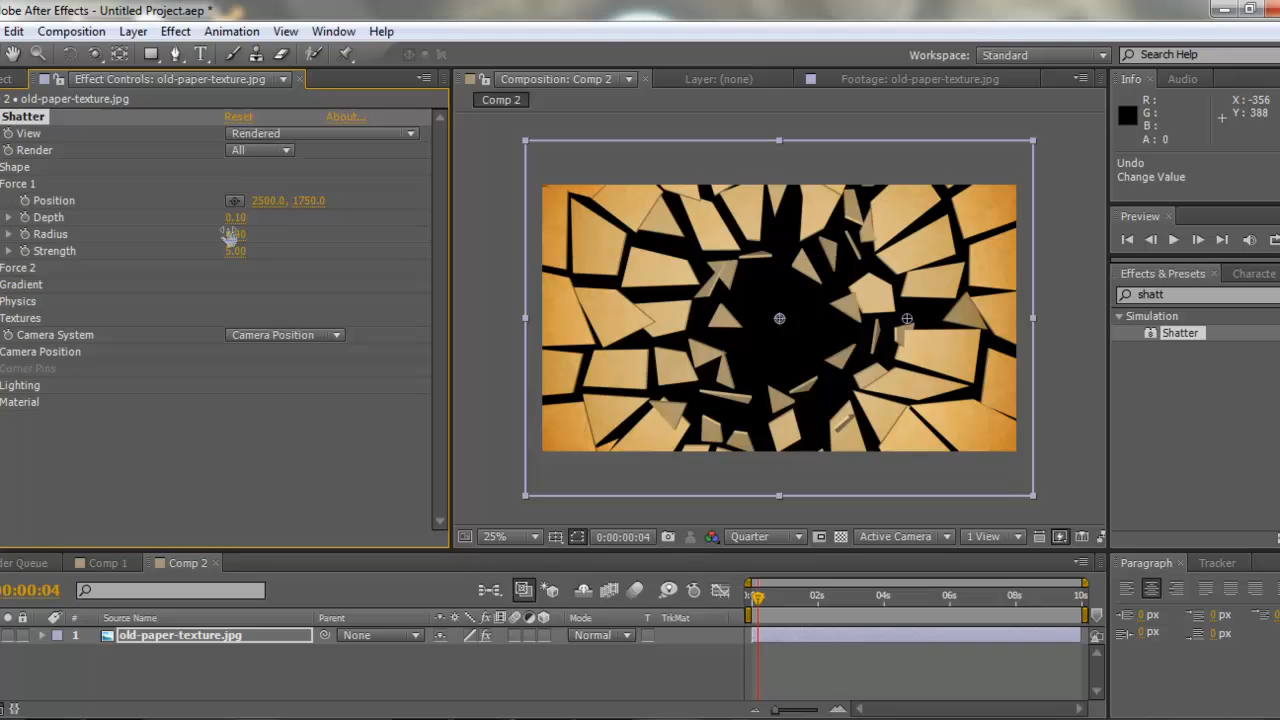 dobe After Effects - Untitled Project.aep *
Edit Composition Layer Effect Animation View Window Help
Workspace: Standard Search Help
ect Effect Controls: old-paper-texture.jpg
2 • old-paper-texture.jpg
Shatter Reset About...
View Rendered
Render All
Shape
Force 1
Position 2500.0, 1750.0
Depth 0.10
Radius
Strength 5.00
Force 2
Gradient
Physics
Textures
Camera System Camera Position
Camera Position
Corner Pins
Lighting
Material
Composition: Comp 2 Layer: (none) Footage: old-paper-texture.jpg
Comp 2
25% 0:00:00:04 Quarter Active Camera 1 View
Info Audio
R: X: -356
G: Y: 388
B:
A: 0
Undo
Change Value
Preview
Effects & Presets Characte
shatt
Simulation
Shatter
der Queue Comp 1 Comp 2
0:00:00:04
# Source Name Parent Mode T TrkMat
1 old-paper-texture.jpg None Normal
02s 04s 06s 08s 10s
Paragraph Tracker
0 px 0 px
0 px 0 px